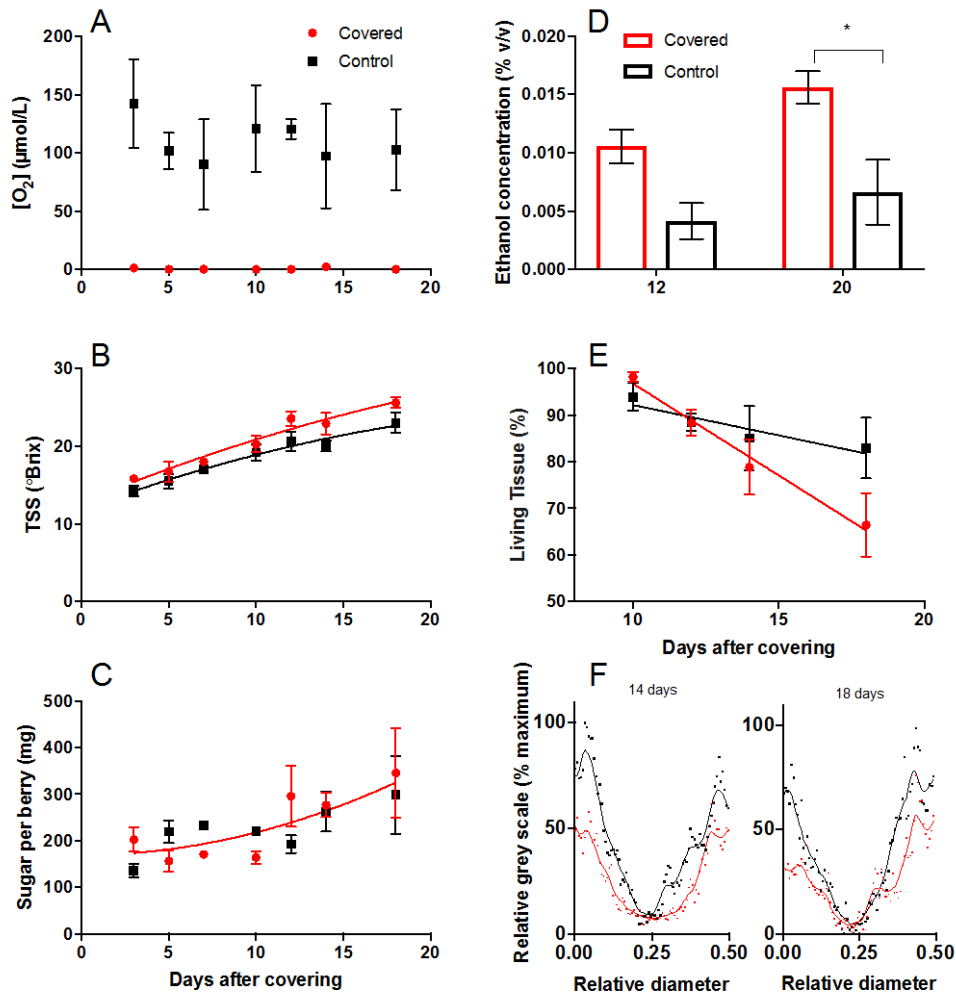 A
[O2] (µmol/L)
200
150
100
50
0
0
5
10
15
20
Covered
Control
B
TSS (°Brix)
30
20
10
0
0
5
10
15
20
C
Sugar per berry (mg)
500
400
300
200
100
0
0
5
10
15
20
Days after covering
D
Ethanol concentration (% v/v)
0.020
0.015
0.010
0.005
0.000
Covered
Control
*
12
20
E
Living Tissue (%)
100
90
80
70
60
50
10
15
20
Days after covering
F
Relative grey scale (% maximum)
14 days
100
50
0
0.00
0.25
0.50
Relative diameter
18 days
100
50
0
0.00
0.25
0.50
Relative diameter